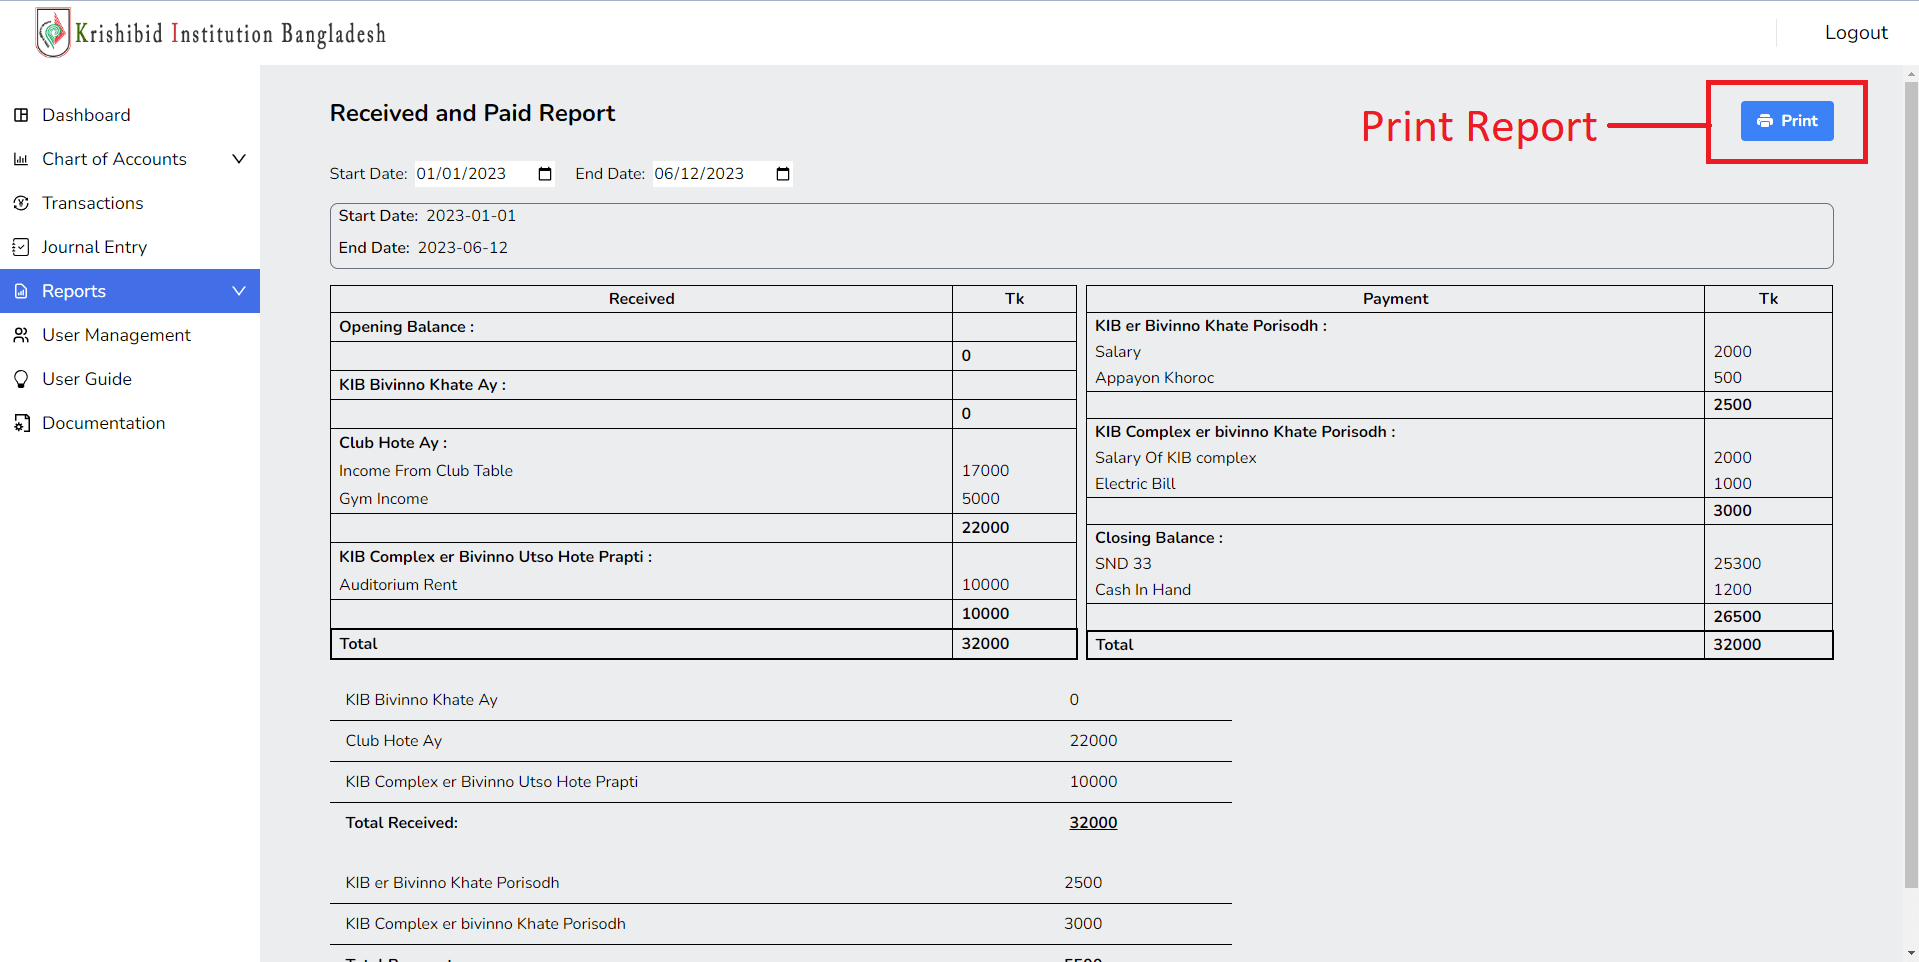 Krishibid Institution Bangladesh
Logout
Dashboard
Chart of Accounts
Transactions
Journal Entry
Reports
User Management
User Guide
Documentation
Received and Paid Report
Print Report
Print
Start Date: 01/01/2023 End Date: 06/12/2023
Start Date: 2023-01-01
End Date: 2023-06-12
Received Tk
Opening Balance :
0
KIB Bivinno Khate Ay :
0
Club Hote Ay :
Income From Club Table 17000
Gym Income 5000
22000
KIB Complex er Bivinno Utso Hote Prapti :
Auditorium Rent 10000
10000
Total 32000
Payment Tk
KIB er Bivinno Khate Porisodh :
Salary 2000
Appayon Khoroc 500
2500
KIB Complex er bivinno Khate Porisodh :
Salary Of KIB complex 2000
Electric Bill 1000
3000
Closing Balance :
SND 33 25300
Cash In Hand 1200
26500
Total 32000
KIB Bivinno Khate Ay 0
Club Hote Ay 22000
KIB Complex er Bivinno Utso Hote Prapti 10000
Total Received: 32000
KIB er Bivinno Khate Porisodh 2500
KIB Complex er bivinno Khate Porisodh 3000